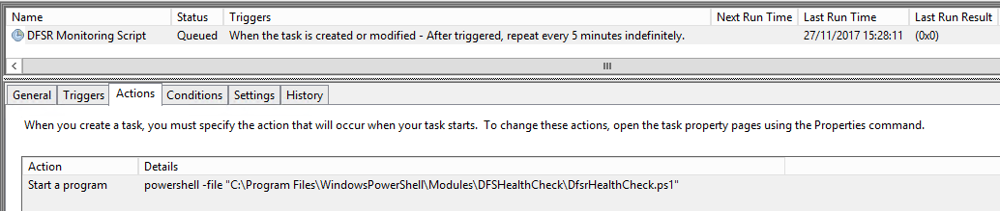 Name Status Triggers Next Run Time Last Run Time Last Run Result
DFSR Monitoring Script Queued When the task is created or modified - After triggered, repeat every 5 minutes indefinitely. 27/11/2017 15:28:11 (0x0)
General Triggers Actions Conditions Settings History
When you create a task, you must specify the action that will occur when your task starts. To change these actions, open the task property pages using the Properties command.
Action Details
Start a program powershell -file "C:\Program Files\WindowsPowerShell\Modules\DFSHealthCheck\DfsrHealthCheck.ps1"